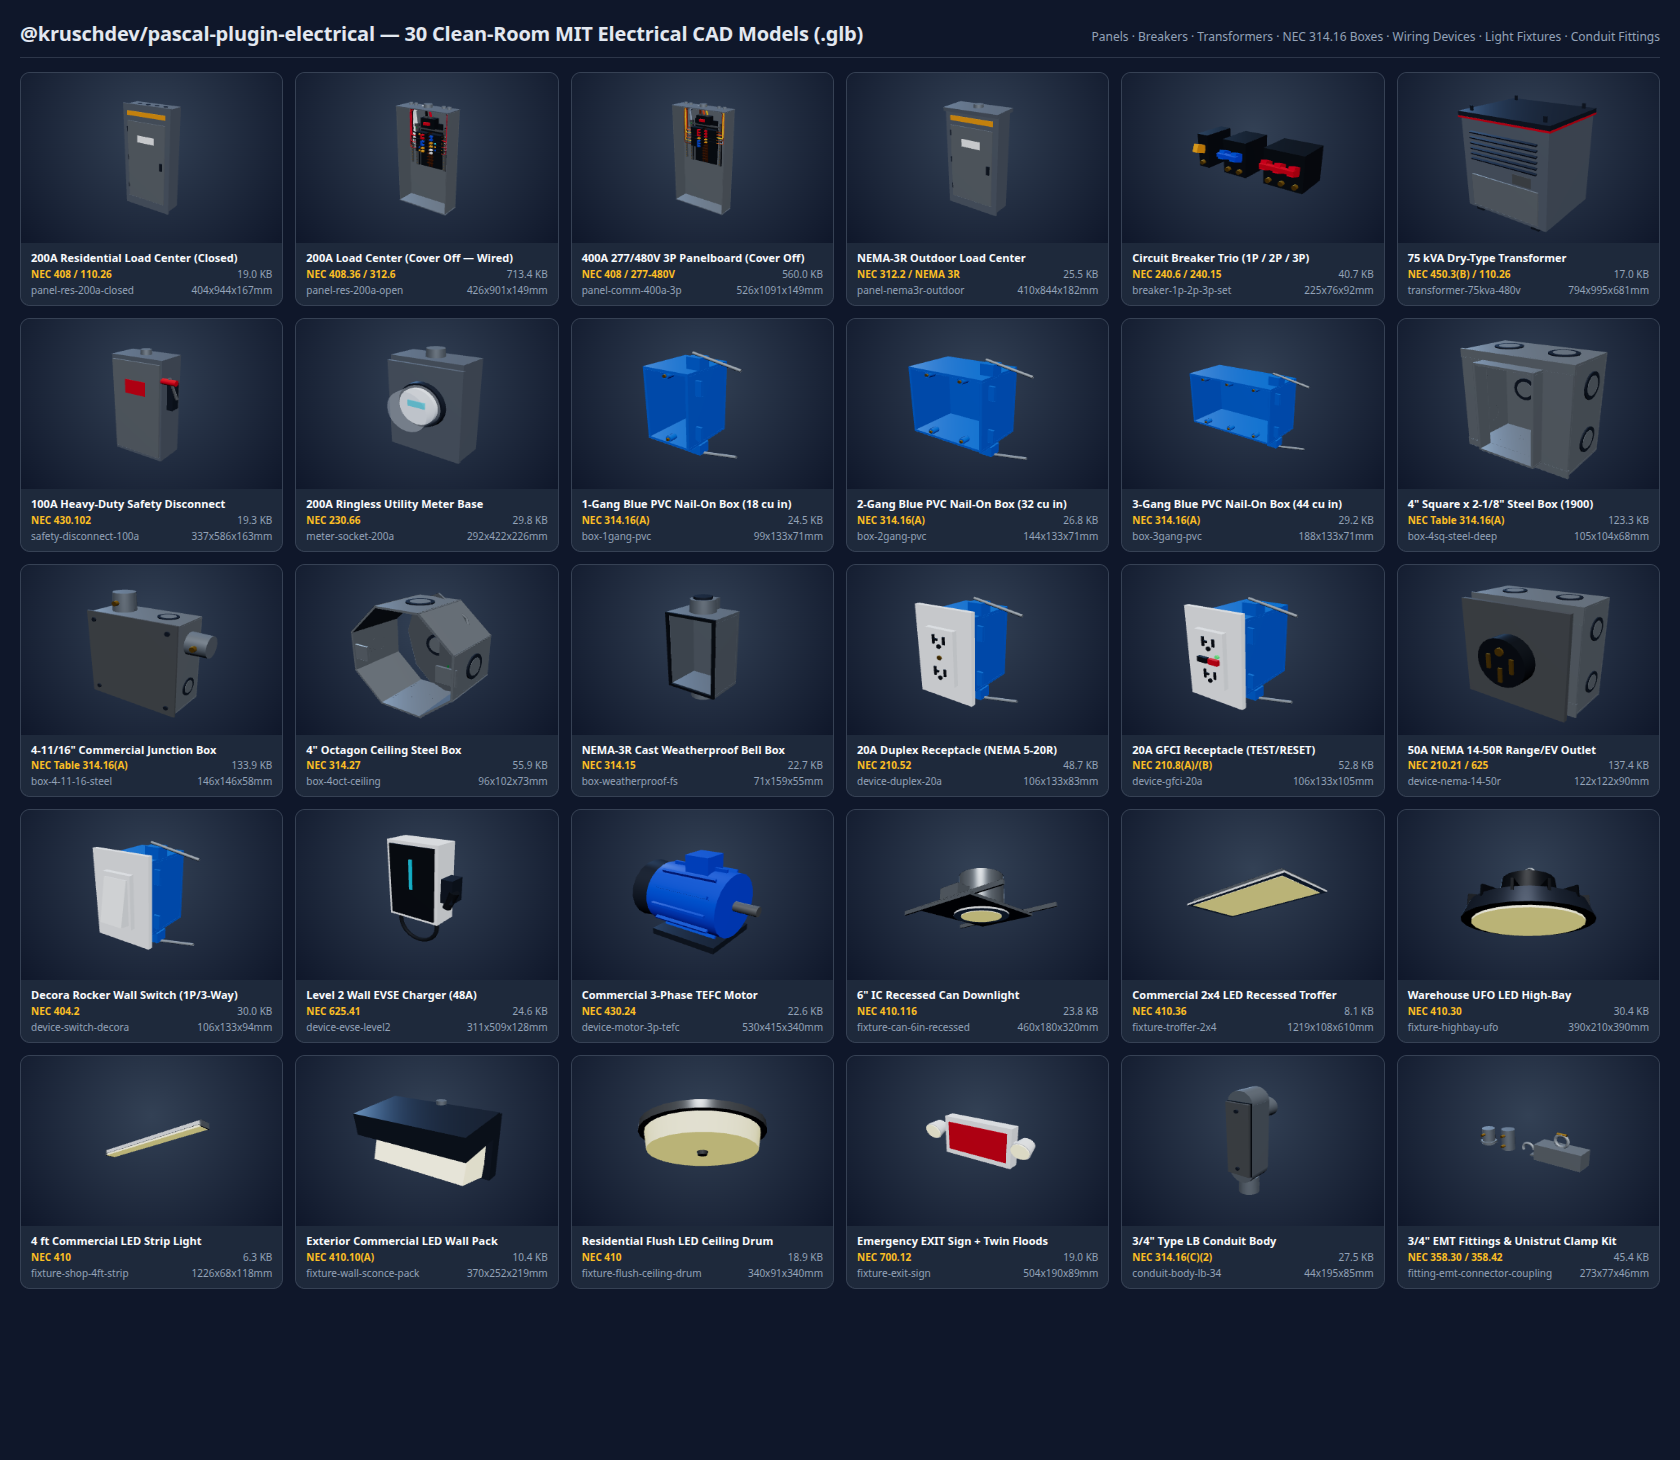 @kruschdev/pascal-plugin-electrical — 30 Clean-Room MIT Electrical CAD Models (.glb)
Panels · Breakers · Transformers · NEC 314.16 Boxes · Wiring Devices · Light Fixtures · Conduit Fittings
200A Residential Load Center (Closed)
NEC 408 / 110.26 19.0 KB
panel-res-200a-closed 404x944x167mm
200A Load Center (Cover Off — Wired)
NEC 408.36 / 312.6 713.4 KB
panel-res-200a-open 426x901x149mm
400A 277/480V 3P Panelboard (Cover Off)
NEC 408 / 277-480V 560.0 KB
panel-comm-400a-3p 526x1091x149mm
NEMA-3R Outdoor Load Center
NEC 312.2 / NEMA 3R 25.5 KB
panel-nema3r-outdoor 410x844x182mm
Circuit Breaker Trio (1P / 2P / 3P)
NEC 240.6 / 240.15 40.7 KB
breaker-1p-2p-3p-set 225x76x92mm
75 kVA Dry-Type Transformer
NEC 450.3(B) / 110.26 17.0 KB
transformer-75kva-480v 794x995x681mm
100A Heavy-Duty Safety Disconnect
NEC 430.102 19.3 KB
safety-disconnect-100a 337x586x163mm
200A Ringless Utility Meter Base
NEC 230.66 29.8 KB
meter-socket-200a 292x422x226mm
1-Gang Blue PVC Nail-On Box (18 cu in)
NEC 314.16(A) 24.5 KB
box-1gang-pvc 99x133x71mm
2-Gang Blue PVC Nail-On Box (32 cu in)
NEC 314.16(A) 26.8 KB
box-2gang-pvc 144x133x71mm
3-Gang Blue PVC Nail-On Box (44 cu in)
NEC 314.16(A) 29.2 KB
box-3gang-pvc 188x133x71mm
4" Square x 2-1/8" Steel Box (1900)
NEC Table 314.16(A) 123.3 KB
box-4sq-steel-deep 105x104x68mm
4-11/16" Commercial Junction Box
NEC Table 314.16(A) 133.9 KB
box-4-11-16-steel 146x146x58mm
4" Octagon Ceiling Steel Box
NEC 314.27 55.9 KB
box-4oct-ceiling 96x102x73mm
NEMA-3R Cast Weatherproof Bell Box
NEC 314.15 22.7 KB
box-weatherproof-fs 71x159x55mm
20A Duplex Receptacle (NEMA 5-20R)
NEC 210.52 48.7 KB
device-duplex-20a 106x133x83mm
20A GFCI Receptacle (TEST/RESET)
NEC 210.8(A)/(B) 52.8 KB
device-gfci-20a 106x133x105mm
50A NEMA 14-50R Range/EV Outlet
NEC 210.21 / 625 137.4 KB
device-nema-14-50r 122x122x90mm
Decora Rocker Wall Switch (1P/3-Way)
NEC 404.2 30.0 KB
device-switch-decora 106x133x94mm
Level 2 Wall EVSE Charger (48A)
NEC 625.41 24.6 KB
device-evse-level2 311x509x128mm
Commercial 3-Phase TEFC Motor
NEC 430.24 22.6 KB
device-motor-3p-tefc 530x415x340mm
6" IC Recessed Can Downlight
NEC 410.116 23.8 KB
fixture-can-6in-recessed 460x180x320mm
Commercial 2x4 LED Recessed Troffer
NEC 410.36 8.1 KB
fixture-troffer-2x4 1219x108x610mm
Warehouse UFO LED High-Bay
NEC 410.30 30.4 KB
fixture-highbay-ufo 390x210x390mm
4 ft Commercial LED Strip Light
NEC 410 6.3 KB
fixture-shop-4ft-strip 1226x68x118mm
Exterior Commercial LED Wall Pack
NEC 410.10(A) 10.4 KB
fixture-wall-sconce-pack 370x252x219mm
Residential Flush LED Ceiling Drum
NEC 410 18.9 KB
fixture-flush-ceiling-drum 340x91x340mm
Emergency EXIT Sign + Twin Floods
NEC 700.12 19.0 KB
fixture-exit-sign 504x190x89mm
3/4" Type LB Conduit Body
NEC 314.16(C)(2) 27.5 KB
conduit-body-lb-34 44x195x85mm
3/4" EMT Fittings & Unistrut Clamp Kit
NEC 358.30 / 358.42 45.4 KB
fitting-emt-connector-coupling 273x77x46mm